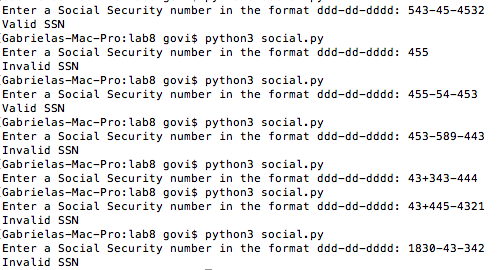 Enter a Social Security number in the format ddd-dd-dddd: 543-45-4532
Valid SSN
Gabrielas-Mac-Pro:lab8 govi$ python3 social.py
Enter a Social Security number in the format ddd-dd-dddd: 455
Invalid SSN
Gabrielas-Mac-Pro:lab8 govi$ python3 social.py
Enter a Social Security number in the format ddd-dd-dddd: 455-54-453
Valid SSN
Gabrielas-Mac-Pro:lab8 govi$ python3 social.py
Enter a Social Security number in the format ddd-dd-dddd: 453-589-443
Invalid SSN
Gabrielas-Mac-Pro:lab8 govi$ python3 social.py
Enter a Social Security number in the format ddd-dd-dddd: 43+343-444
Gabrielas-Mac-Pro:lab8 govi$ python3 social.py
Enter a Social Security number in the format ddd-dd-dddd: 43+445-4321
Invalid SSN
Gabrielas-Mac-Pro:lab8 govi$ python3 social.py
Enter a Social Security number in the format ddd-dd-dddd: 1830-43-342
Invalid SSN